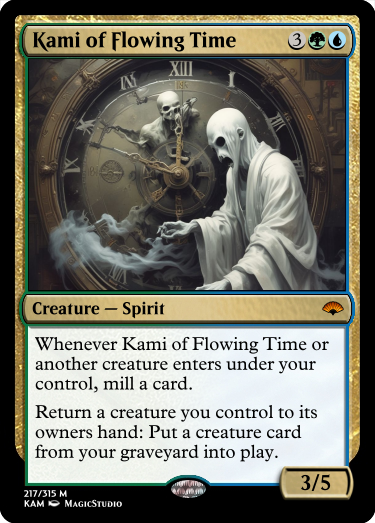 Kami of Flowing Time 3
XIII
Creature — Spirit
Whenever Kami of Flowing Time or
another creature enters under your
control, mill a card.
Return a creature you control to its
owners hand: Put a creature card
from your graveyard into play.
3/5
217/315 M
KAM MagicStudio